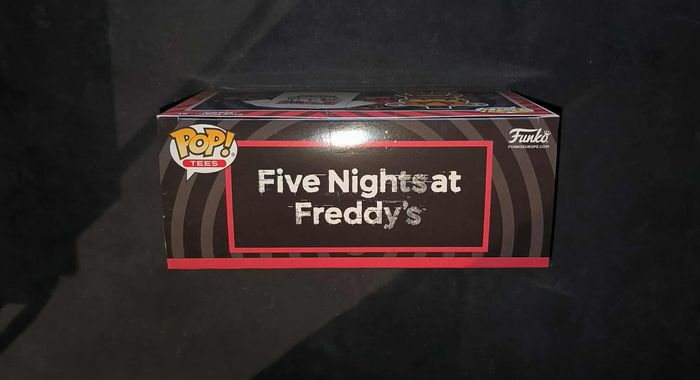 POP!
TEES
Funko
FUNKOEUROPE.COM
Five Nights at
Freddy's